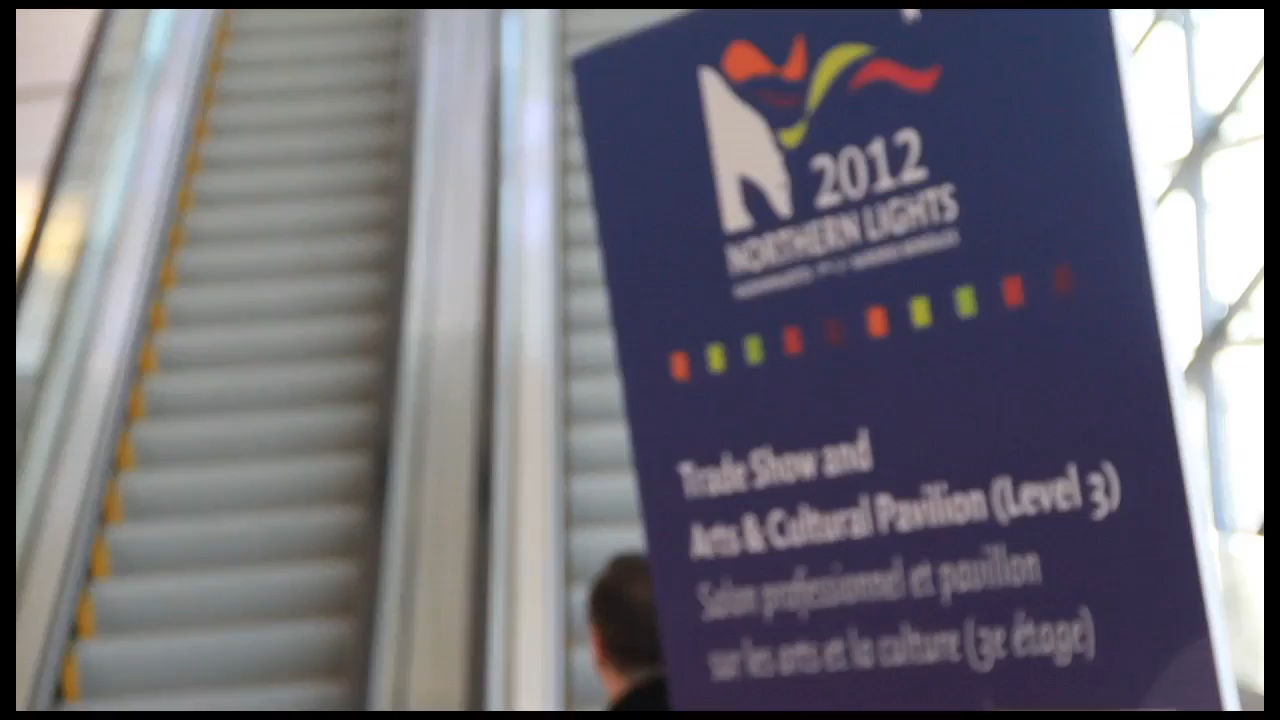 2012
NORTHERN LIGHTS
Trade Show and
Arts & Cultural Pavilion (Level 3)
Salon professionnel et pavillon
sur les arts et la culture (3e étage)